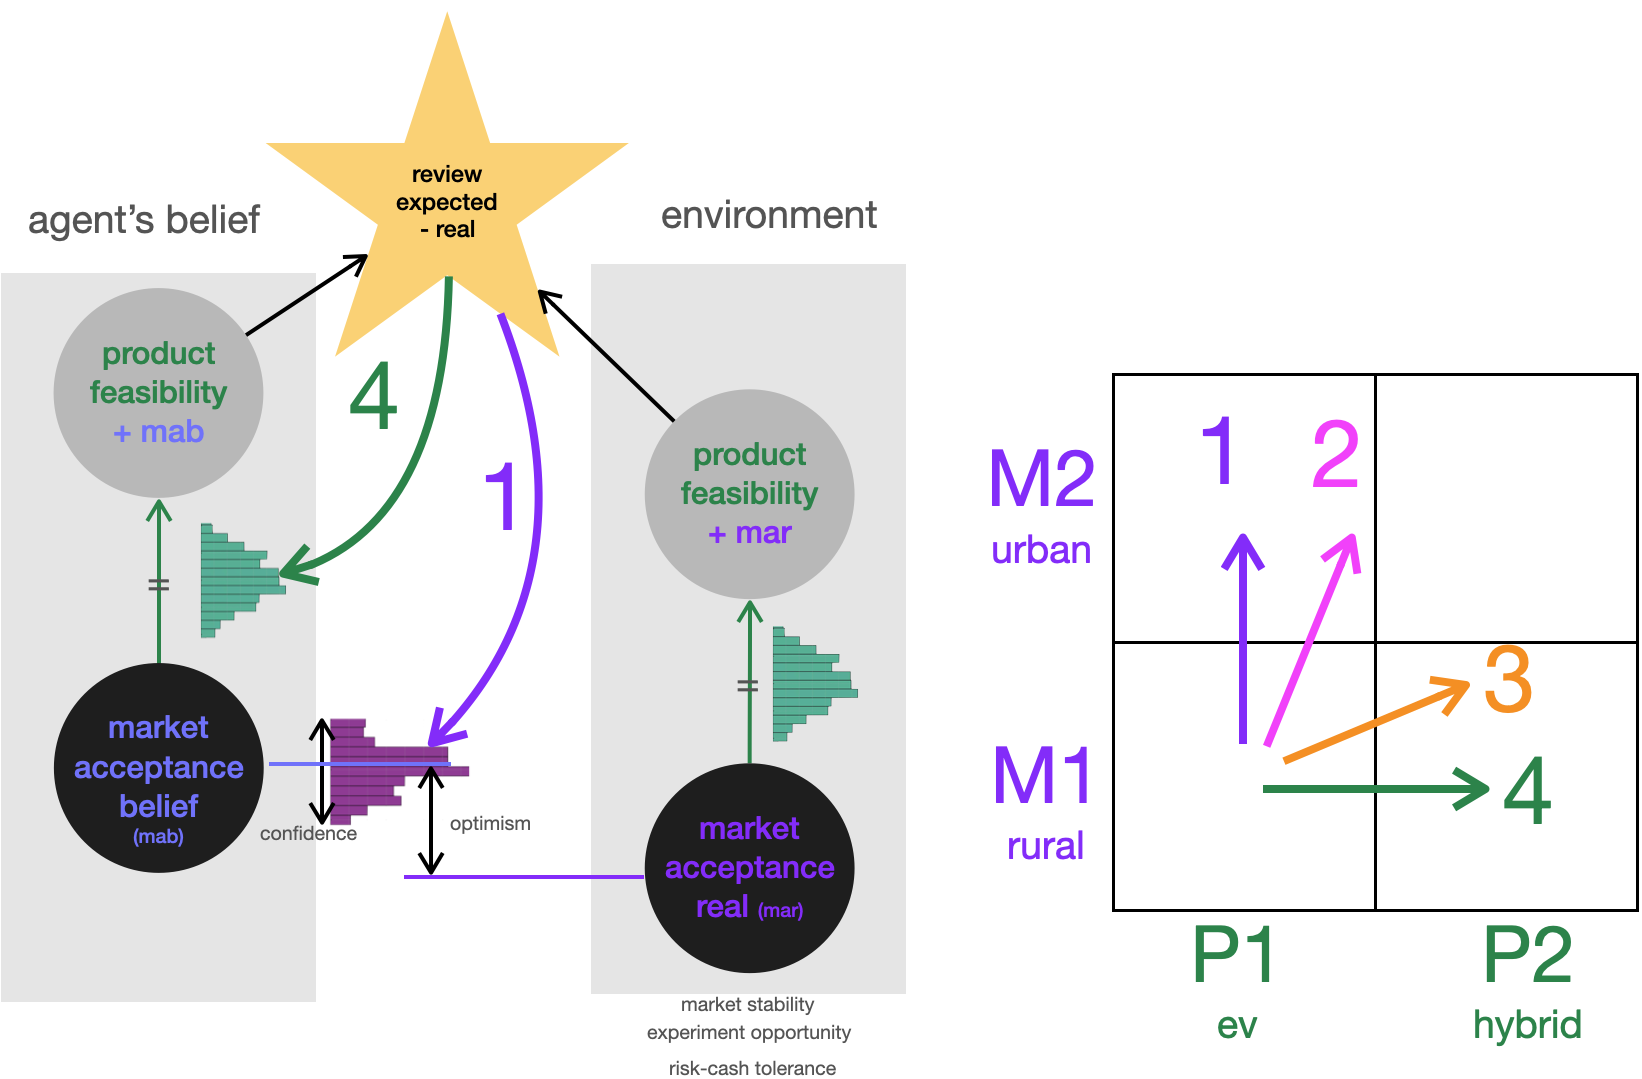 review
expected
- real
agent's belief
environment
product
feasibility
+ mab
4
1
product
feasibility
+ mar
market
acceptance
belief
(mab)
confidence
optimism
market
acceptance
real (mar)
market stability
experiment opportunity
risk-cash tolerance
1
2
M2
urban
3
M1
rural
4
P1
P2
ev
hybrid